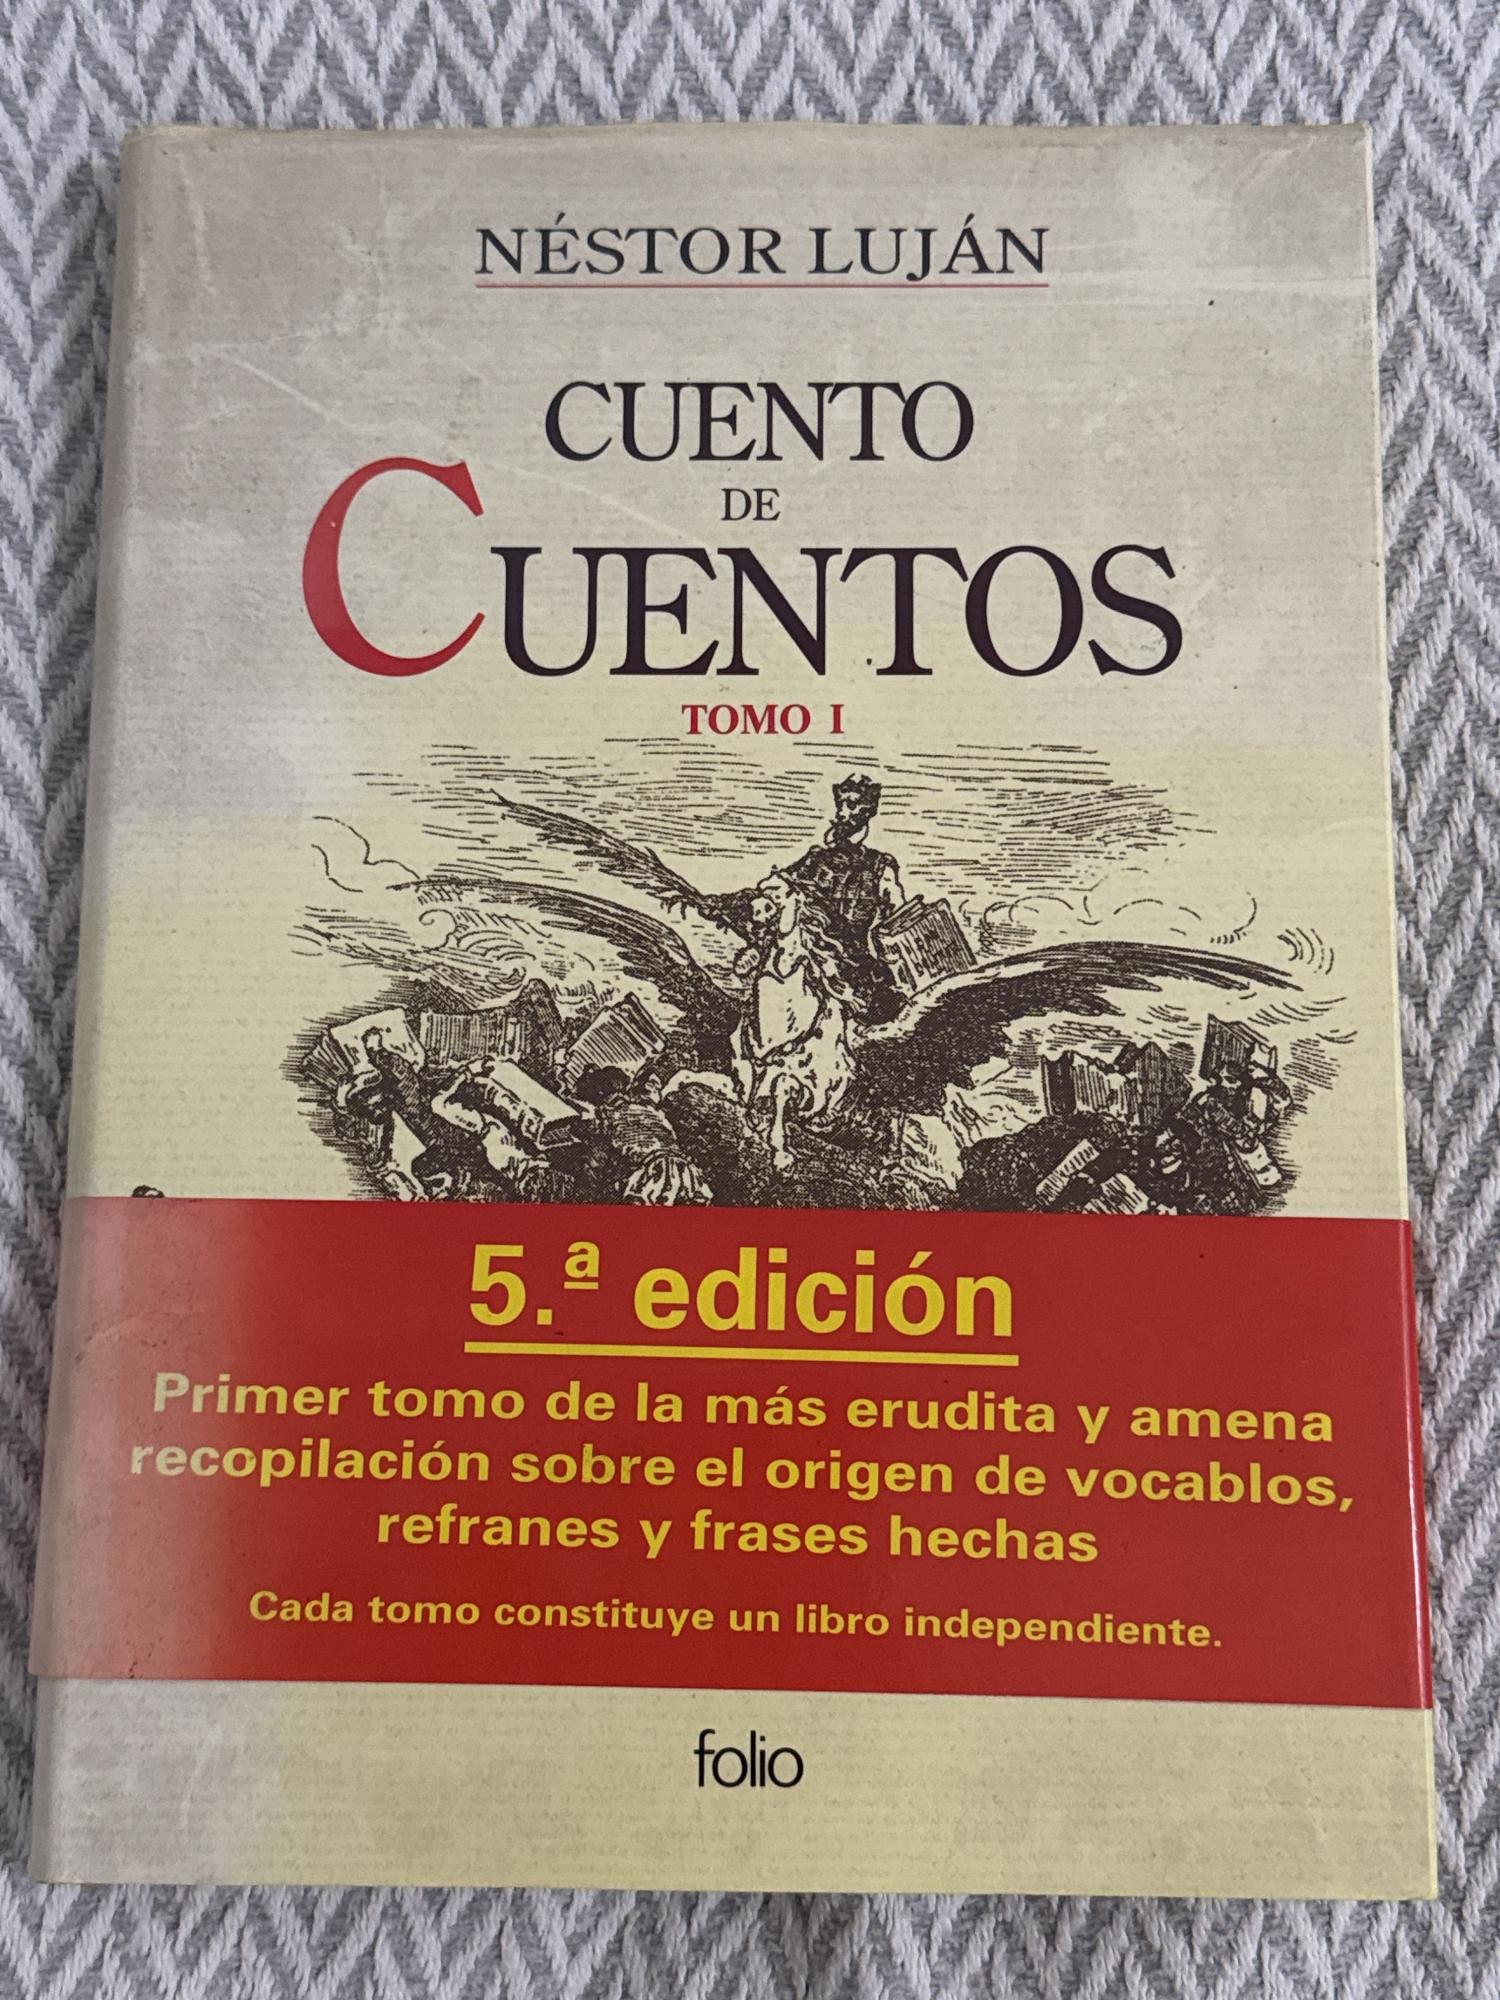 NÉSTOR LUJÁN
CUENTO
DE
CUENTOS
TOMO I
5.ª edición
Primer tomo de la más erudita y amena
recopilación sobre el origen de vocablos,
refranes y frases hechas
Cada tomo constituye un libro independiente.
folio